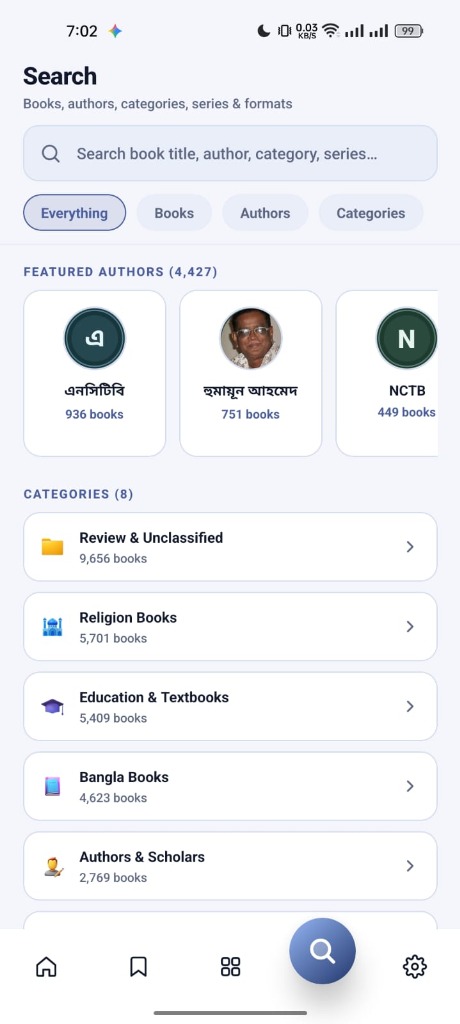 7:02
0.03
KB/S
99
Search
Books, authors, categories, series & formats
Search book title, author, category, series...
Everything
Books
Authors
Categories
FEATURED AUTHORS (4,427)
এ
এনসিটিবি
936 books
হুমায়ূন আহমেদ
751 books
N
NCTB
449 books
CATEGORIES (8)
Review & Unclassified
9,656 books
Religion Books
5,701 books
Education & Textbooks
5,409 books
Bangla Books
4,623 books
Authors & Scholars
2,769 books